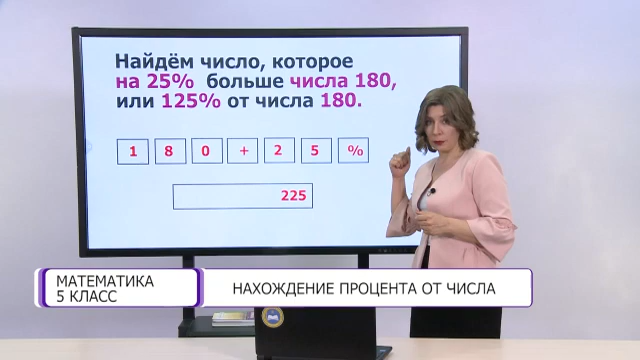 Найдём число, которое
на 25% больше числа 180,
или 125% от числа 180.
1 8 0 + 2 5 %
225
МАТЕМАТИКА
5 КЛАСС
НАХОЖДЕНИЕ ПРОЦЕНТА ОТ ЧИСЛА